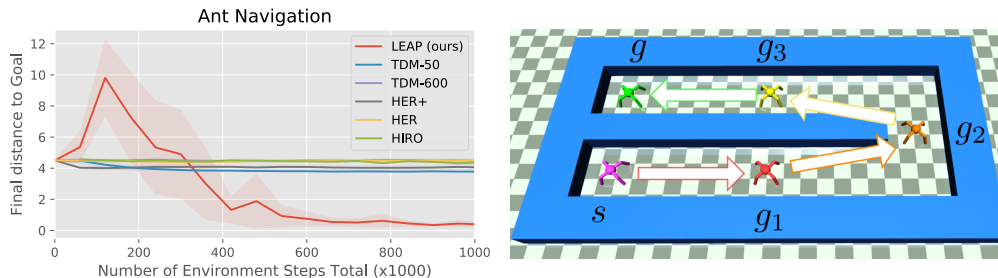 Ant Navigation
Final distance to Goal
12
10
8
6
4
2
0
0 200 400 600 800 1000
Number of Environment Steps Total (x1000)
LEAP (ours)
TDM-50
TDM-600
HER+
HER
HIRO
g g₃
g₂
s g₁